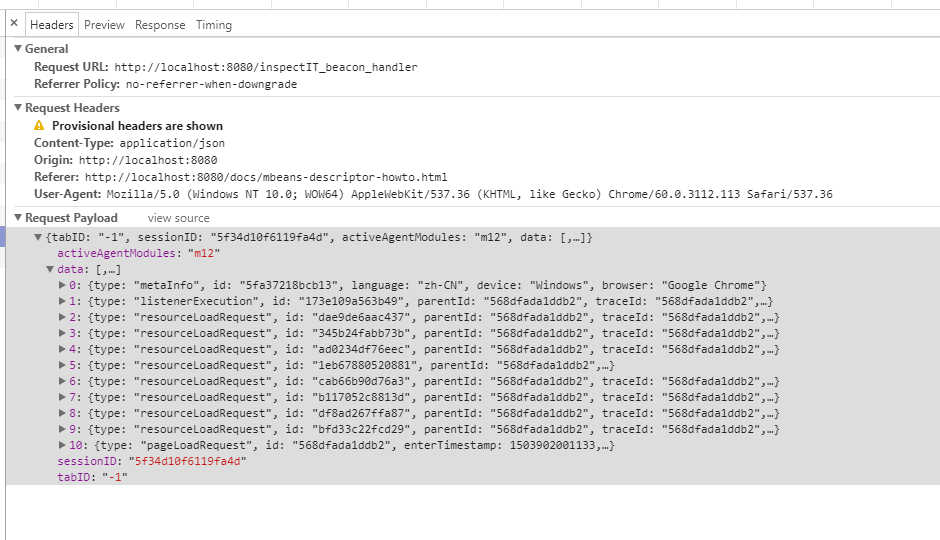 × Headers Preview Response Timing
▼ General
Request URL: http://localhost:8080/inspectIT_beacon_handler
Referrer Policy: no-referrer-when-downgrade
▼ Request Headers
Provisional headers are shown
Content-Type: application/json
Origin: http://localhost:8080
Referer: http://localhost:8080/docs/mbeans-descriptor-howto.html
User-Agent: Mozilla/5.0 (Windows NT 10.0; WOW64) AppleWebKit/537.36 (KHTML, like Gecko) Chrome/60.0.3112.113 Safari/537.36
▼ Request Payload view source
▼ {tabID: "-1", sessionID: "5f34d10f6119fa4d", activeAgentModules: "m12", data: [,…]}
activeAgentModules: "m12"
▼ data: [,…]
▶ 0: {type: "metaInfo", id: "5fa37218bcb13", language: "zh-CN", device: "Windows", browser: "Google Chrome"}
▶ 1: {type: "listenerExecution", id: "173e109a563b49", parentId: "568dfada1ddb2", traceId: "568dfada1ddb2",…}
▶ 2: {type: "resourceLoadRequest", id: "dae9de6aac437", parentId: "568dfada1ddb2", traceId: "568dfada1ddb2",…}
▶ 3: {type: "resourceLoadRequest", id: "345b24fabb73b", parentId: "568dfada1ddb2", traceId: "568dfada1ddb2",…}
▶ 4: {type: "resourceLoadRequest", id: "ad0234df76eec", parentId: "568dfada1ddb2", traceId: "568dfada1ddb2",…}
▶ 5: {type: "resourceLoadRequest", id: "1eb67880520881", parentId: "568dfada1ddb2",…}
▶ 6: {type: "resourceLoadRequest", id: "cab66b90d76a3", parentId: "568dfada1ddb2", traceId: "568dfada1ddb2",…}
▶ 7: {type: "resourceLoadRequest", id: "b117052c8813d", parentId: "568dfada1ddb2", traceId: "568dfada1ddb2",…}
▶ 8: {type: "resourceLoadRequest", id: "df8ad267ffa87", parentId: "568dfada1ddb2", traceId: "568dfada1ddb2",…}
▶ 9: {type: "resourceLoadRequest", id: "bfd33c22fcd29", parentId: "568dfada1ddb2", traceId: "568dfada1ddb2",…}
▶ 10: {type: "pageLoadRequest", id: "568dfada1ddb2", enterTimestamp: 1503902001133,…}
sessionID: "5f34d10f6119fa4d"
tabID: "-1"